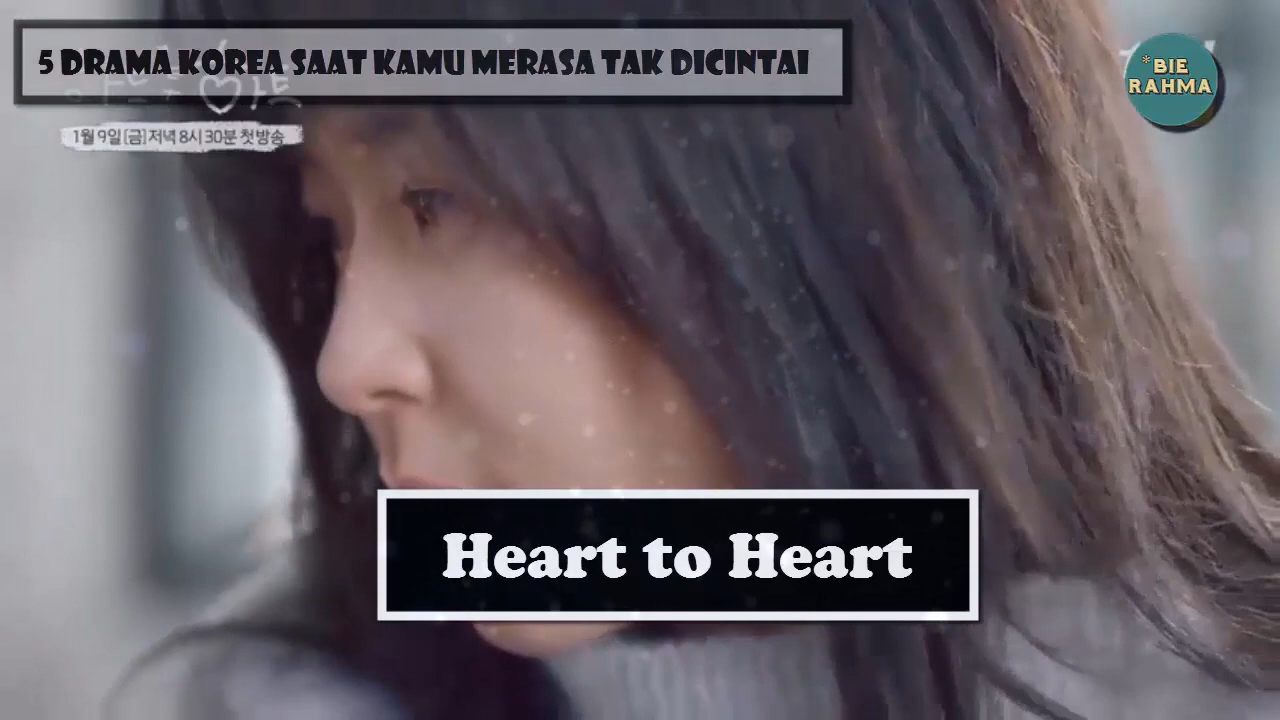 5 DRAMA KOREA SAAT KAMU MERASA TAK DICINTAI
*BIE
RAHMA
1월 9일[금] 저녁 8시 30분 첫방송
Heart to Heart